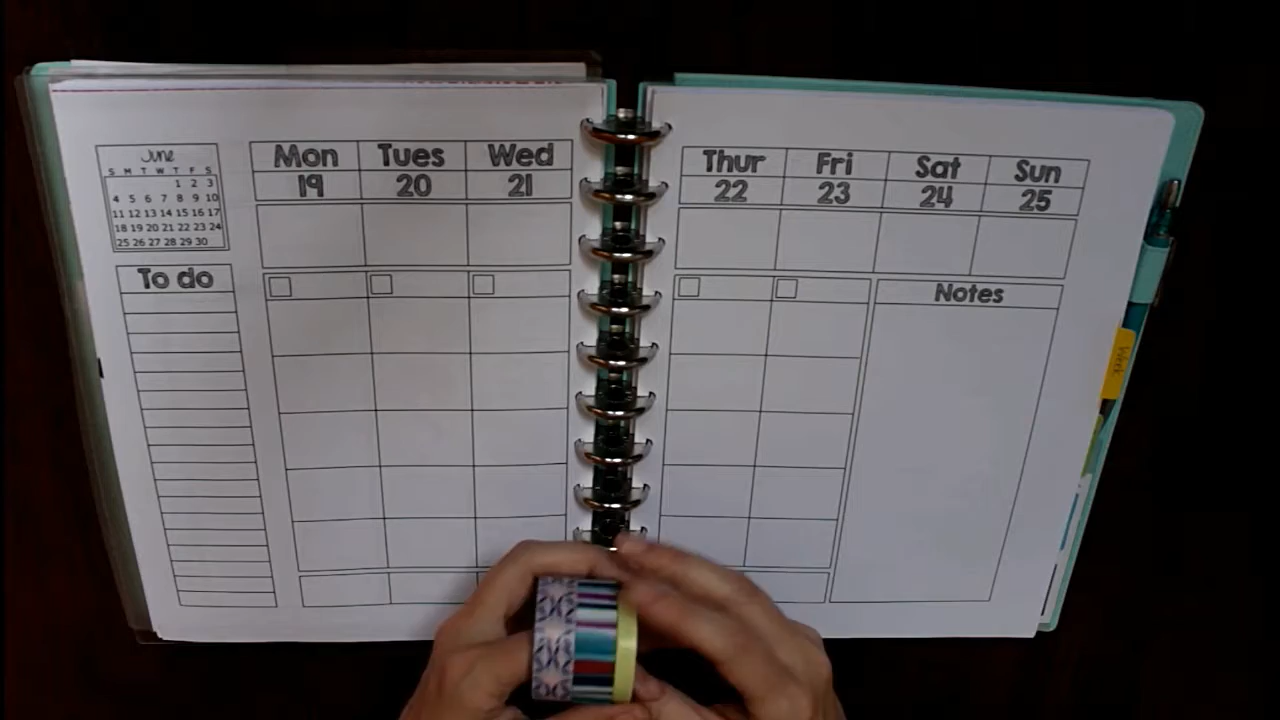 June
S M T W T F S
1 2 3
4 5 6 7 8 9 10
11 12 13 14 15 16 17
18 19 20 21 22 23 24
25 26 27 28 29 30
To do
Mon Tues Wed
19 20 21
Thur Fri Sat Sun
22 23 24 25
Notes
Week